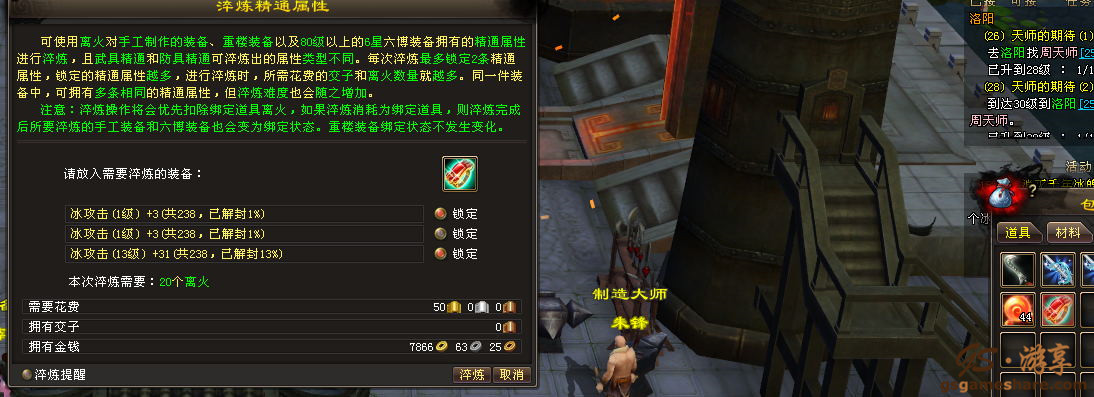 淬炼精通属性
可使用离火对手工制作的装备、重楼装备以及80级以上的6星六博装备拥有的精通属性
进行淬炼，且武具精通和防具精通可淬炼出的属性类型不同。每次淬炼最多锁定2条精通
属性，锁定的精通属性越多，进行淬炼时，所需花费的交子和离火数量就越多。同一件装
备中，可拥有多条相同的精通属性，但淬炼难度也会随之增加。
注意：淬炼操作将会优先扣除绑定道具离火，如果淬炼消耗为绑定道具，则淬炼完成
后所要淬炼的手工装备和六博装备也会变为绑定状态。重楼装备绑定状态不发生变化。
请放入需要淬炼的装备：
冰攻击(1级) +3(共238，已解封1%) 锁定
冰攻击(1级) +3(共238，已解封1%) 锁定
冰攻击(13级) +31(共238，已解封13%) 锁定
本次淬炼需要：20个离火
需要花费 50 0 0
拥有交子 0
拥有金钱 7866 63 25
淬炼提醒 淬炼 取消
制造大师
朱锋
已接 可接 任务
洛阳
(26) 天师的期待(1)
去洛阳找周天师[25
已升到28级 : 1/1
(28) 天师的期待(2)
到达30级到洛阳[25
周天师。
活动
个冰
包
道具 材料
44
游享
gogameshare.com